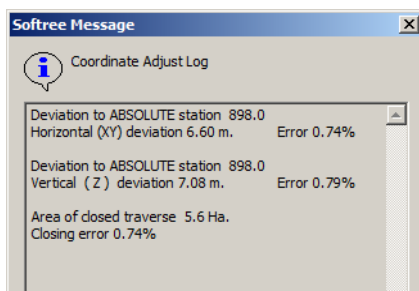 Softree Message
Coordinate Adjust Log
Deviation to ABSOLUTE station 898.0
Horizontal (XY) deviation 6.60 m. Error 0.74%
Deviation to ABSOLUTE station 898.0
Vertical ( Z ) deviation 7.08 m. Error 0.79%
Area of closed traverse 5.6 Ha.
Closing error 0.74%